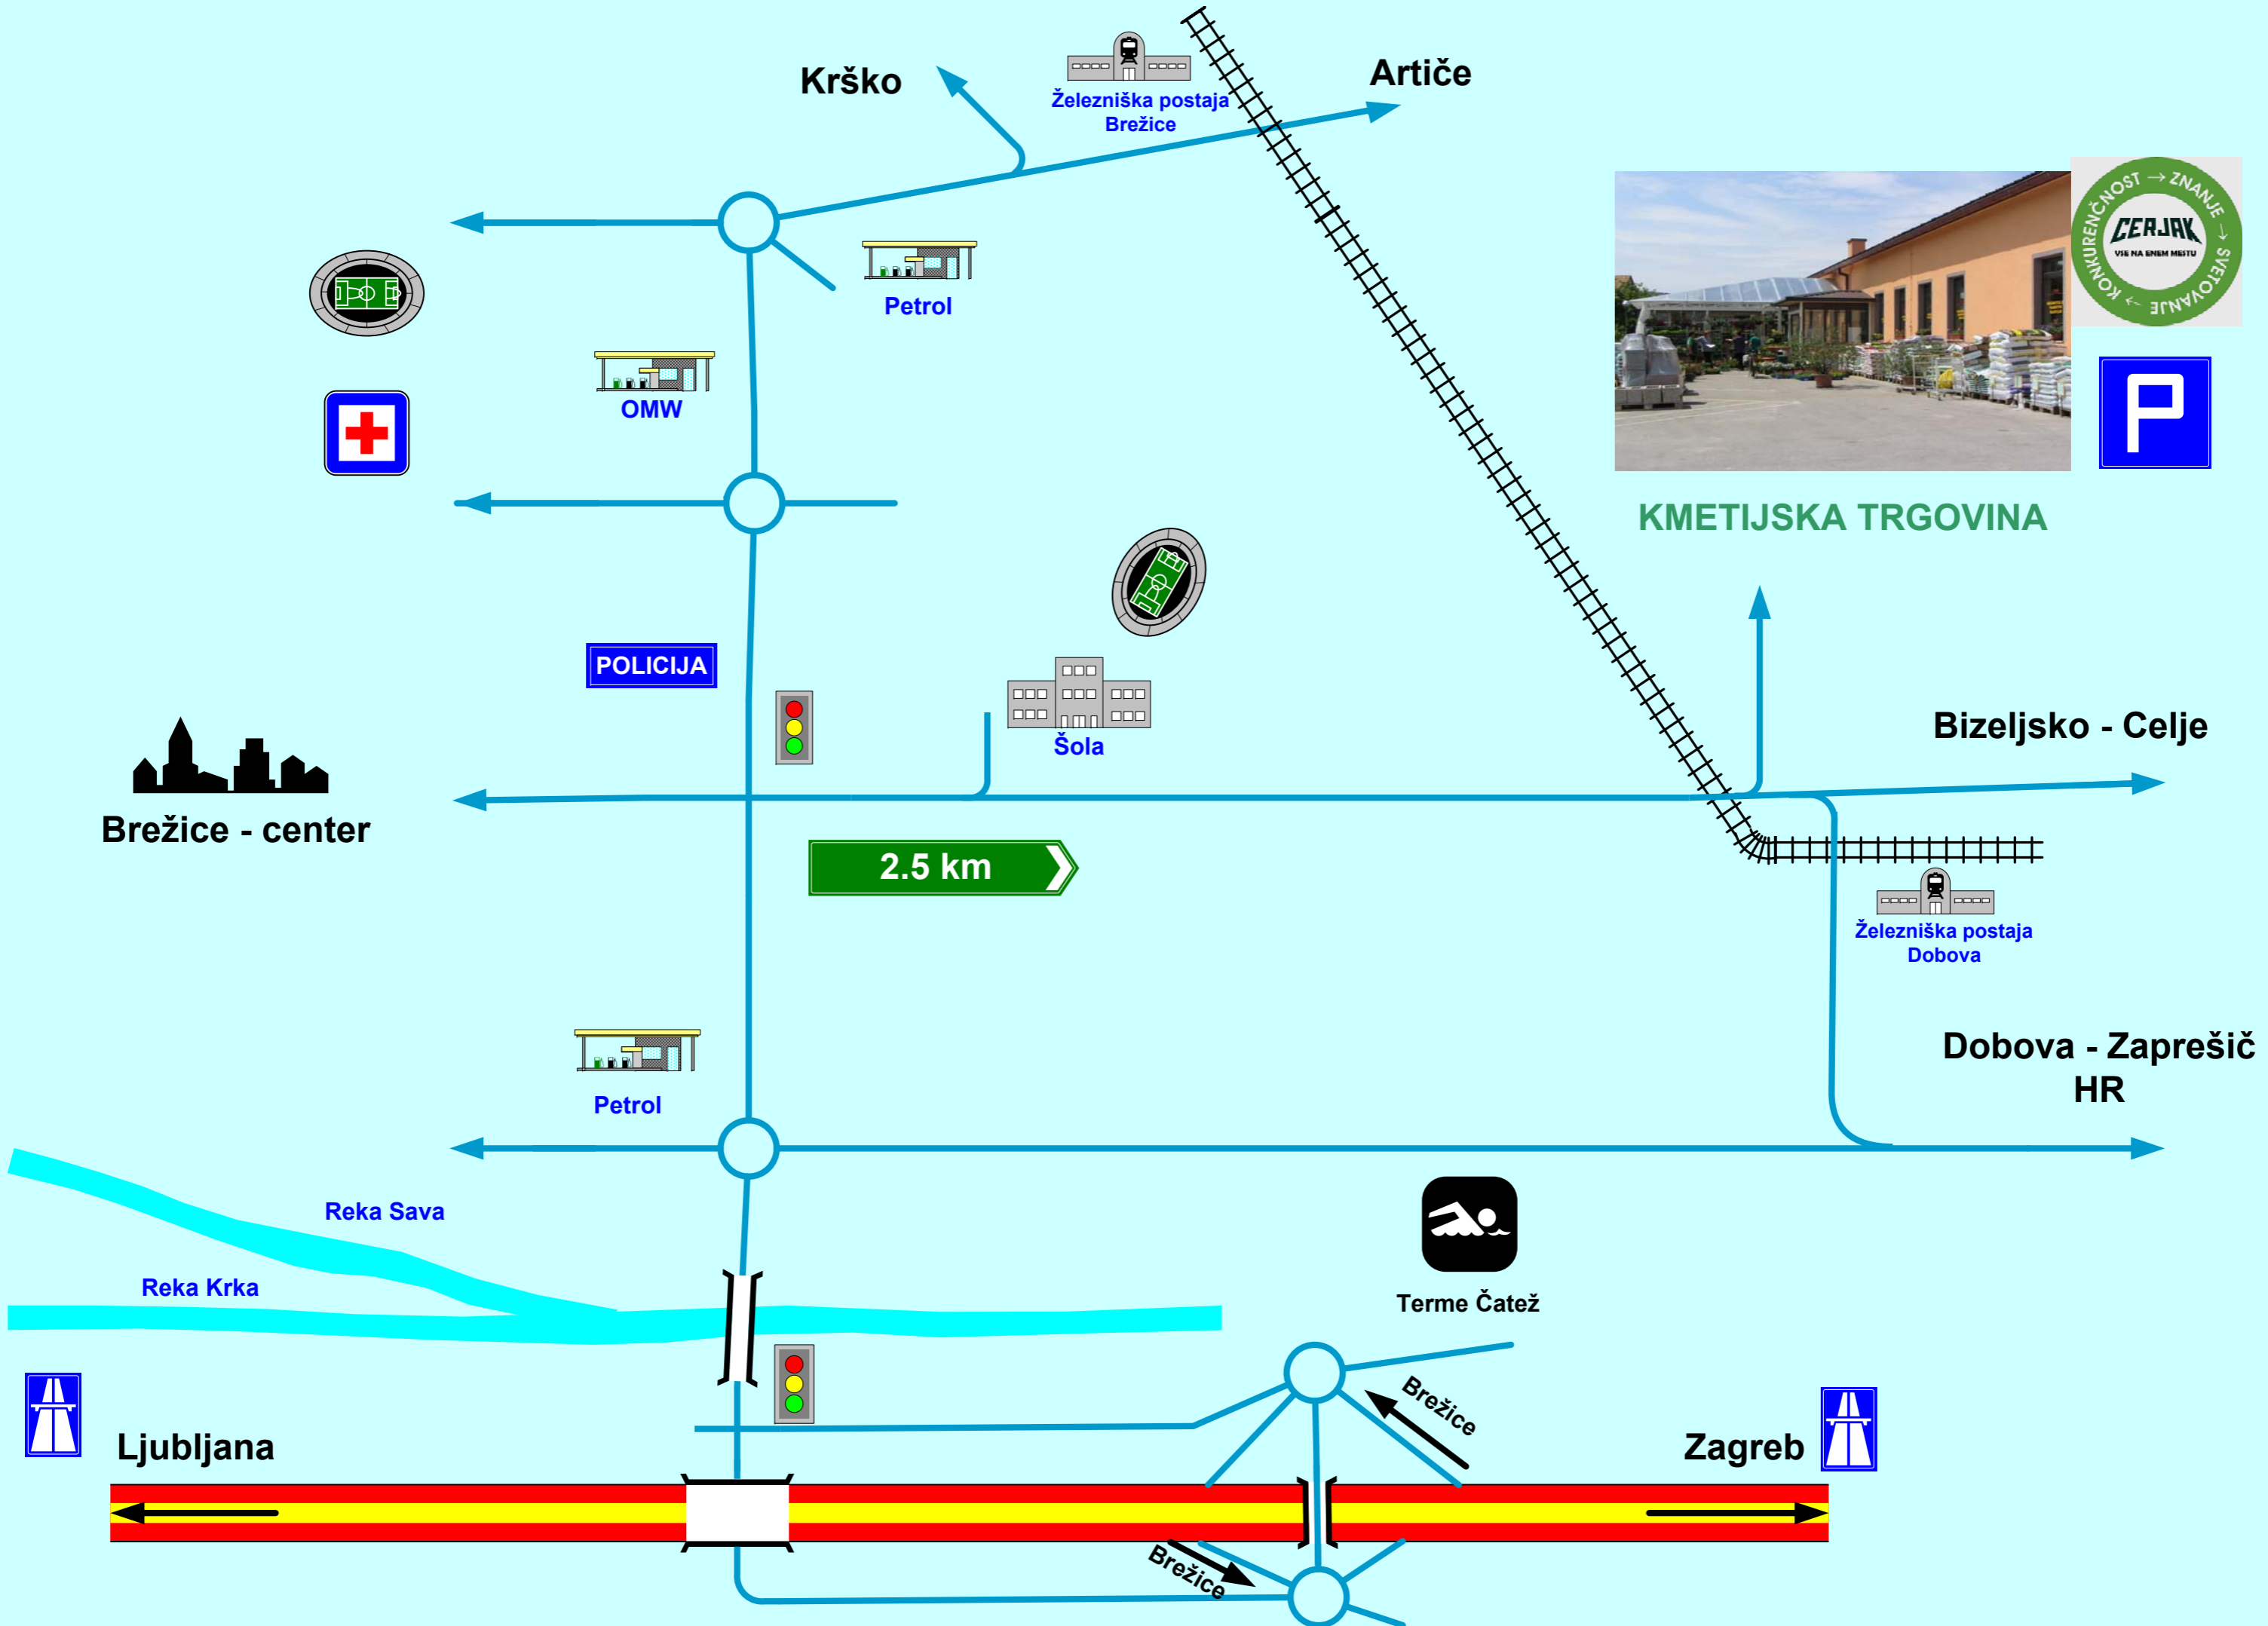 Krško
Železniška postaja
Brežice
Artiče
Petrol
OMW
KONKURENČNOST → ZNANJE → SVETOVANJE →
CERJAK
VSE NA ENEM MESTU
P
KMETIJSKA TRGOVINA
POLICIJA
Šola
Bizeljsko - Celje
Brežice - center
2.5 km
Železniška postaja
Dobova
Dobova - Zaprešič
HR
Petrol
Reka Sava
Reka Krka
Terme Čatež
Brežice
Ljubljana
Zagreb
Brežice